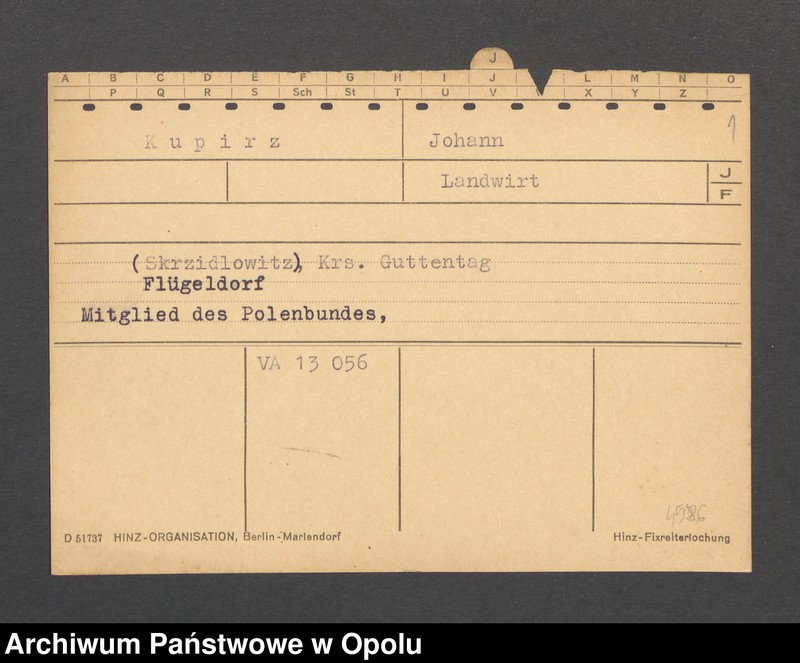 J
A B C D E F G H I J L M N O
P Q R S Sch St T U V X Y Z
1
Kupirz Johann
Landwirt J
F
(Skrzidlowitz), Krs. Guttentag
Flügeldorf
Mitglied des Polenbundes,
VA 13 056
4586
D 51737 HINZ-ORGANISATION, Berlin-Mariendorf Hinz-Fixreiterlochung
Archiwum Państwowe w Opolu